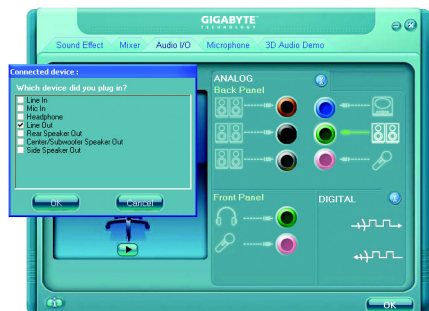 GIGABYTE™
TECHNOLOGY
Sound Effect Mixer Audio I/O Microphone 3D Audio Demo
Connected device :
Which device did you plug in?
Line In
Mic In
Headphone
Line Out
Rear Speaker Out
Center/Subwoofer Speaker Out
Side Speaker Out
OK Cancel
ANALOG
Back Panel
Front Panel
DIGITAL
OK